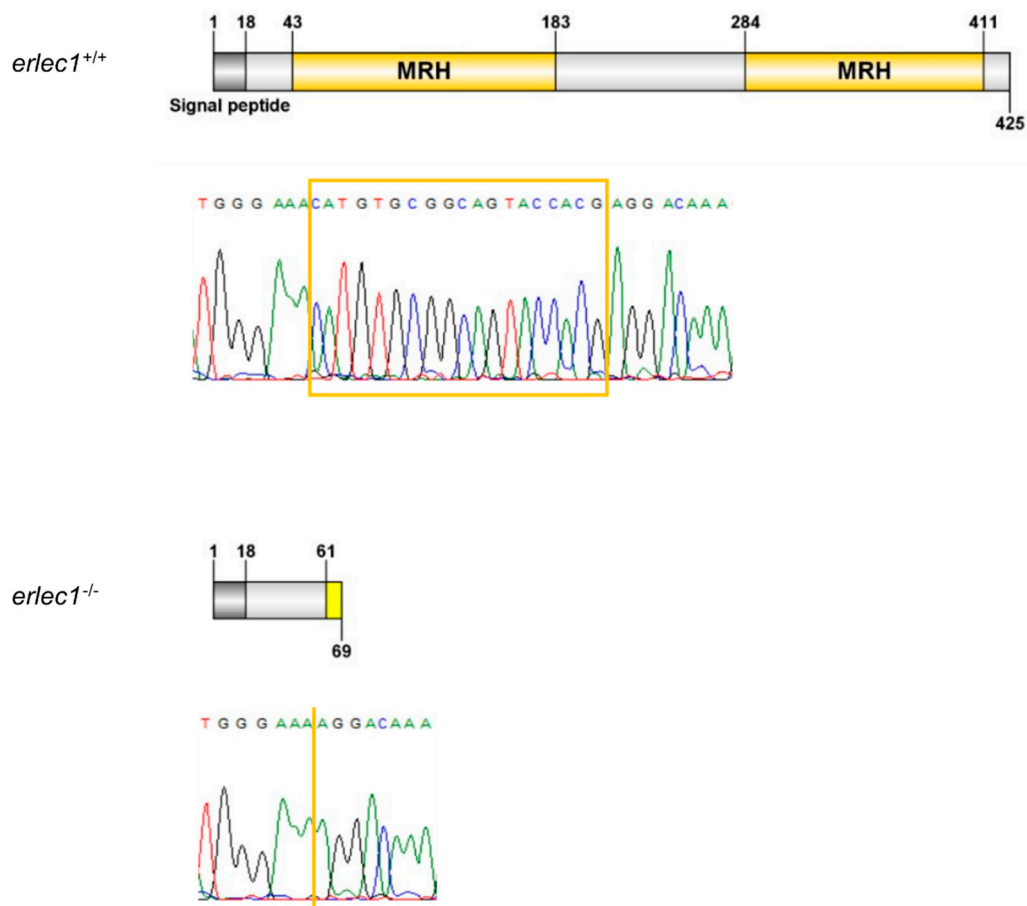 1 18 43 183 284 411
erlec1+/+
MRH MRH
Signal peptide
425
TGGGAAACATGTGCGGCAGTACCACGAGGACAAA
1 18 61
erlec1-/-
69
TGGGAAAAGGACAAA